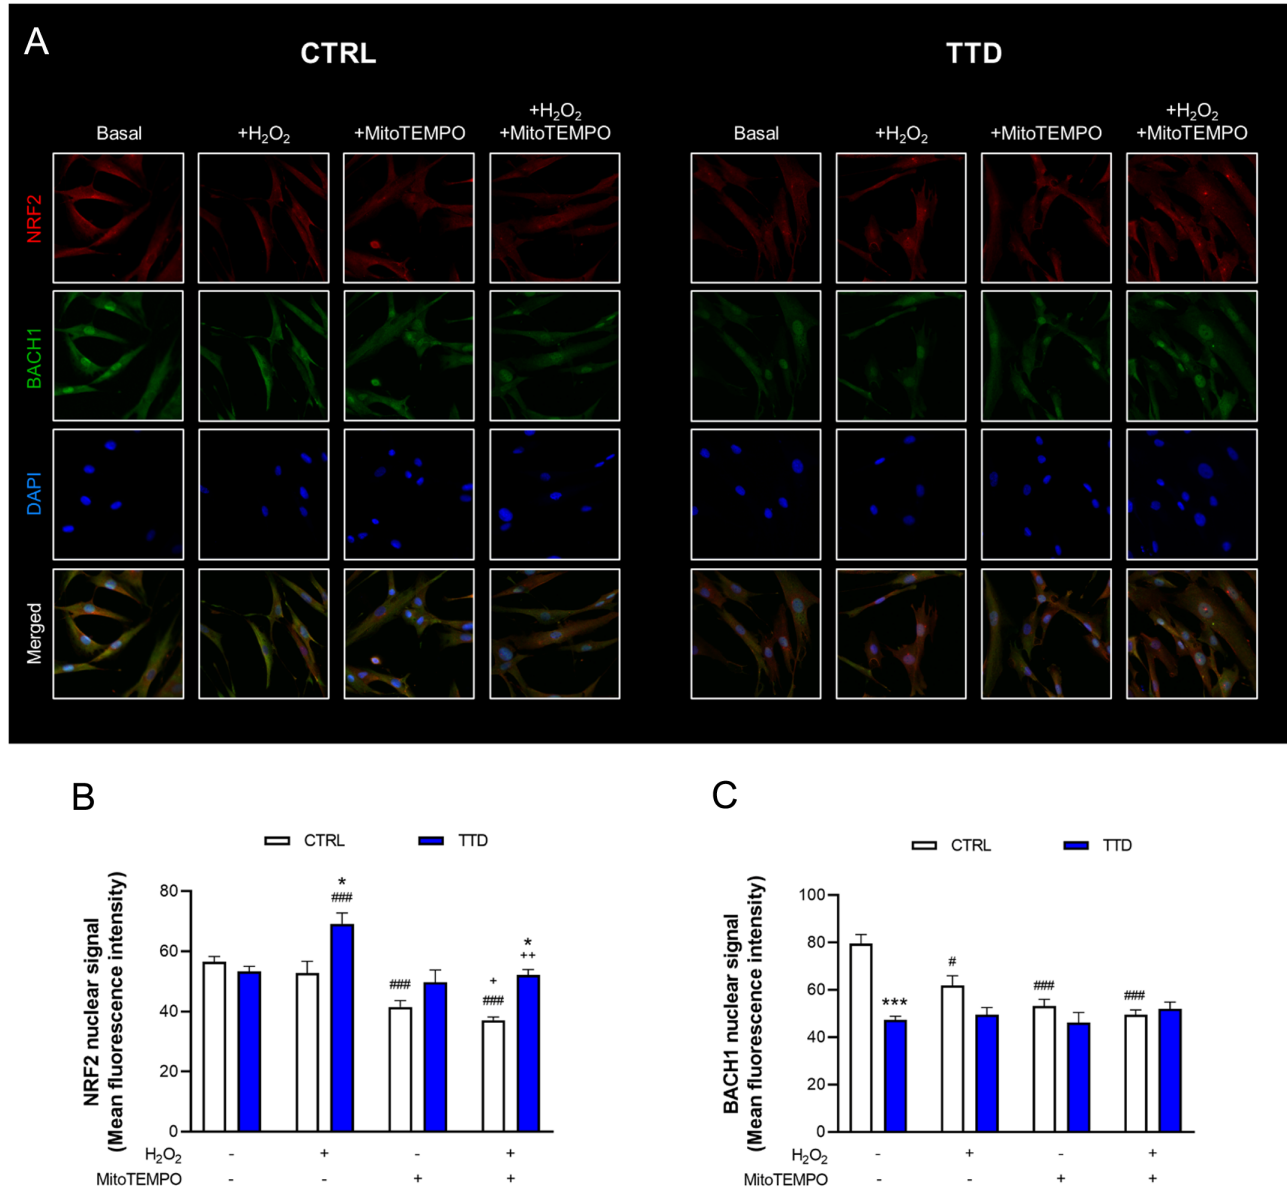 A
CTRL
TTD
Basal
+H₂O₂
+MitoTEMPO
+H₂O₂
+MitoTEMPO
Basal
+H₂O₂
+MitoTEMPO
+H₂O₂
+MitoTEMPO
NRF2
BACH1
DAPI
Merged
B
CTRL
TTD
NRF2 nuclear signal
(Mean fluorescence intensity)
80
60
40
20
0
*
###
###
+
###
*
++
H₂O₂ - + - +
MitoTEMPO - - + +
C
CTRL
TTD
BACH1 nuclear signal
(Mean fluorescence intensity)
100
80
60
40
20
0
***
#
###
###
H₂O₂ - + - +
MitoTEMPO - - + +